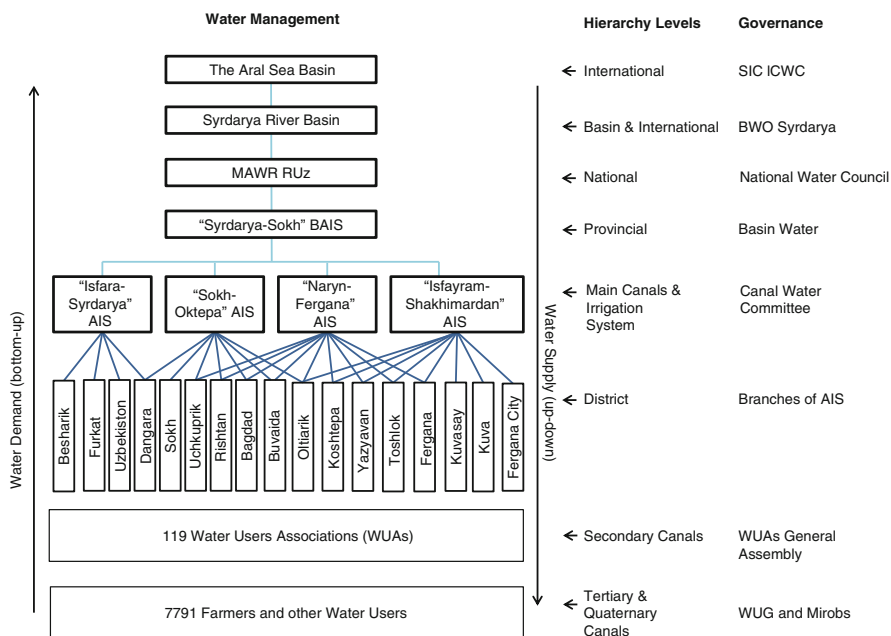 Water Management
Hierarchy Levels
Governance
The Aral Sea Basin
International
SIC ICWC
Syrdarya River Basin
Basin & International
BWO Syrdarya
MAWR RUz
National
National Water Council
“Syrdarya-Sokh” BAIS
Provincial
Basin Water
“Isfara-
Syrdarya”
AIS
“Sokh-
Oktepa” AIS
“Naryn-
Fergana”
AIS
“Isfayram-
Shakhimardan”
AIS
Main Canals &
Irrigation
System
Canal Water
Committee
Besharik
Furkat
Uzbekiston
Dangara
Sokh
Uchkuprik
Rishtan
Bagdad
Buvaida
Oltiarik
Koshtepa
Yazyavan
Toshlok
Fergana
Kuvasay
Kuva
Fergana City
District
Branches of AIS
119 Water Users Associations (WUAs)
Secondary Canals
WUAs General
Assembly
7791 Farmers and other Water Users
Tertiary &
Quaternary
Canals
WUG and Mirobs
Water Demand (bottom-up)
Water Supply (up-down)